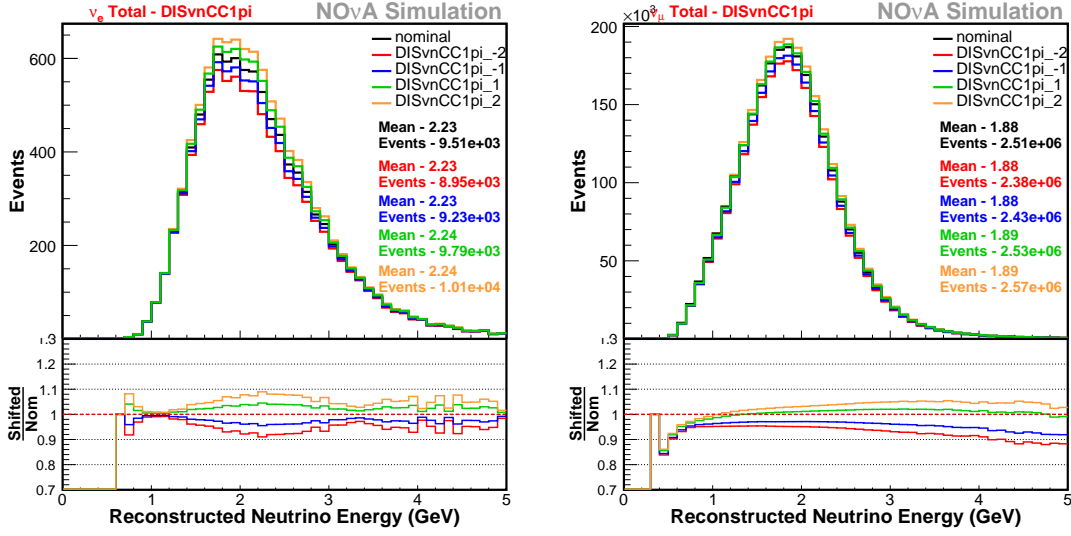 ν_e Total - DISvnCC1pi
NOνA Simulation
nominal
DISvnCC1pi_-2
DISvnCC1pi_-1
DISvnCC1pi_1
DISvnCC1pi_2
Mean - 2.23
Events - 9.51e+03
Mean - 2.23
Events - 8.95e+03
Mean - 2.23
Events - 9.23e+03
Mean - 2.24
Events - 9.79e+03
Mean - 2.24
Events - 1.01e+04
Events
600
400
200
1.3
1.2
1.1
1
0.9
0.8
0.7
Shifted
Nom
0 1 2 3 4 5
Reconstructed Neutrino Energy (GeV)
×10³
ν_μ Total - DISvnCC1pi
NOνA Simulation
nominal
DISvnCC1pi_-2
DISvnCC1pi_-1
DISvnCC1pi_1
DISvnCC1pi_2
Mean - 1.88
Events - 2.51e+06
Mean - 1.88
Events - 2.38e+06
Mean - 1.88
Events - 2.43e+06
Mean - 1.89
Events - 2.53e+06
Mean - 1.89
Events - 2.57e+06
Events
200
150
100
50
1.3
1.2
1.1
1
0.9
0.8
0.7
Shifted
Nom
0 1 2 3 4 5
Reconstructed Neutrino Energy (GeV)